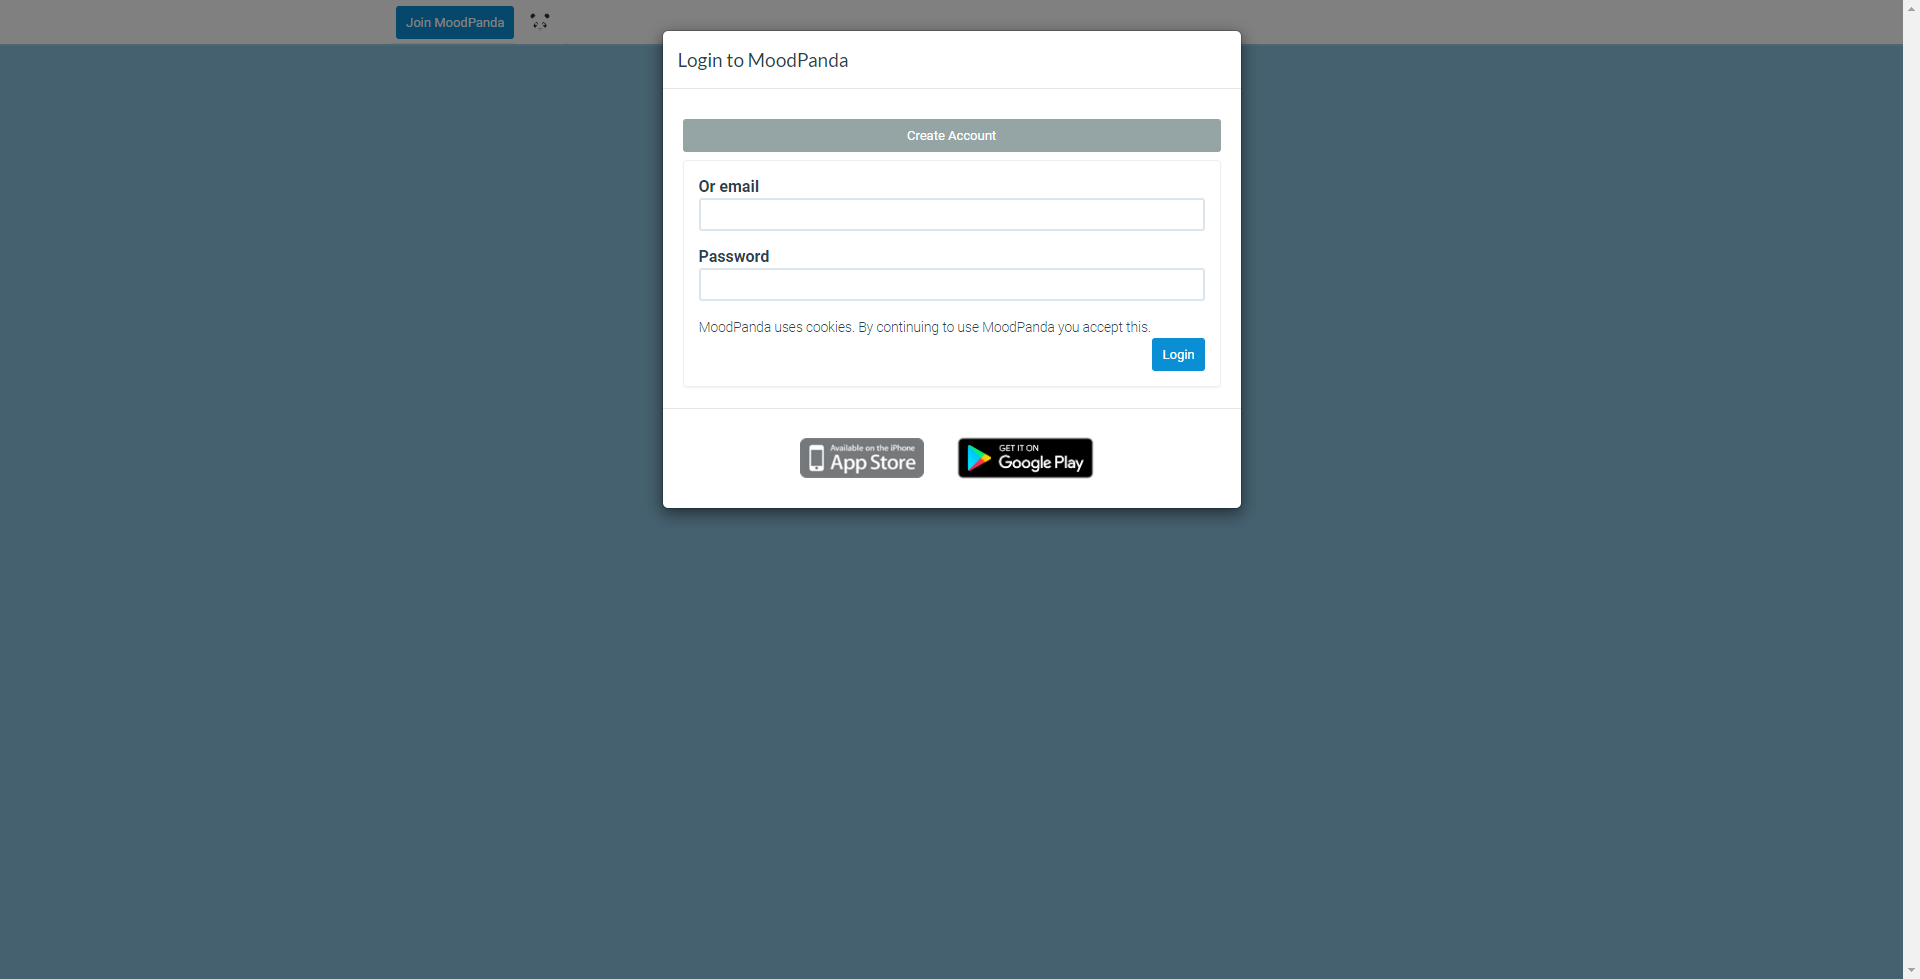 Join MoodPanda
Login to MoodPanda
Create Account
Or email
Password
MoodPanda uses cookies. By continuing to use MoodPanda you accept this.
Login
Available on the iPhone
App Store
GET IT ON
Google Play